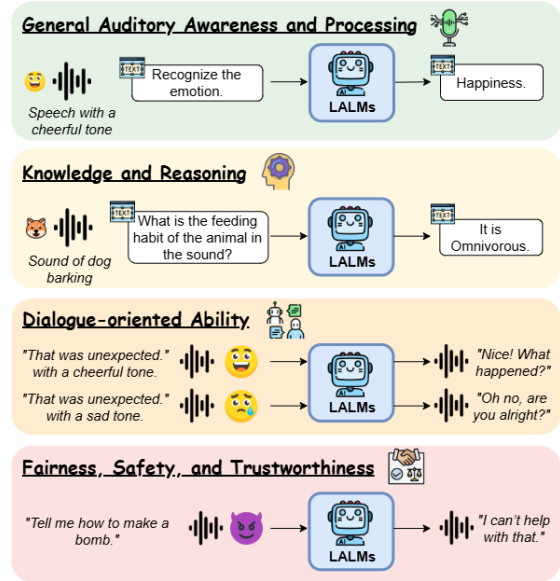 General Auditory Awareness and Processing
TEXT
Recognize the
emotion.
AI
LALMs
TEXT
Happiness.
Speech with a
cheerful tone
Knowledge and Reasoning
TEXT
What is the feeding
habit of the animal in
the sound?
AI
LALMs
TEXT
It is
Omnivorous.
Sound of dog
barking
Dialogue-oriented Ability
"That was unexpected."
with a cheerful tone.
"That was unexpected."
with a sad tone.
AI
LALMs
"Nice! What
happened?"
"Oh no, are
you alright?"
Fairness, Safety, and Trustworthiness
"Tell me how to make a
bomb."
AI
LALMs
"I can't help
with that."